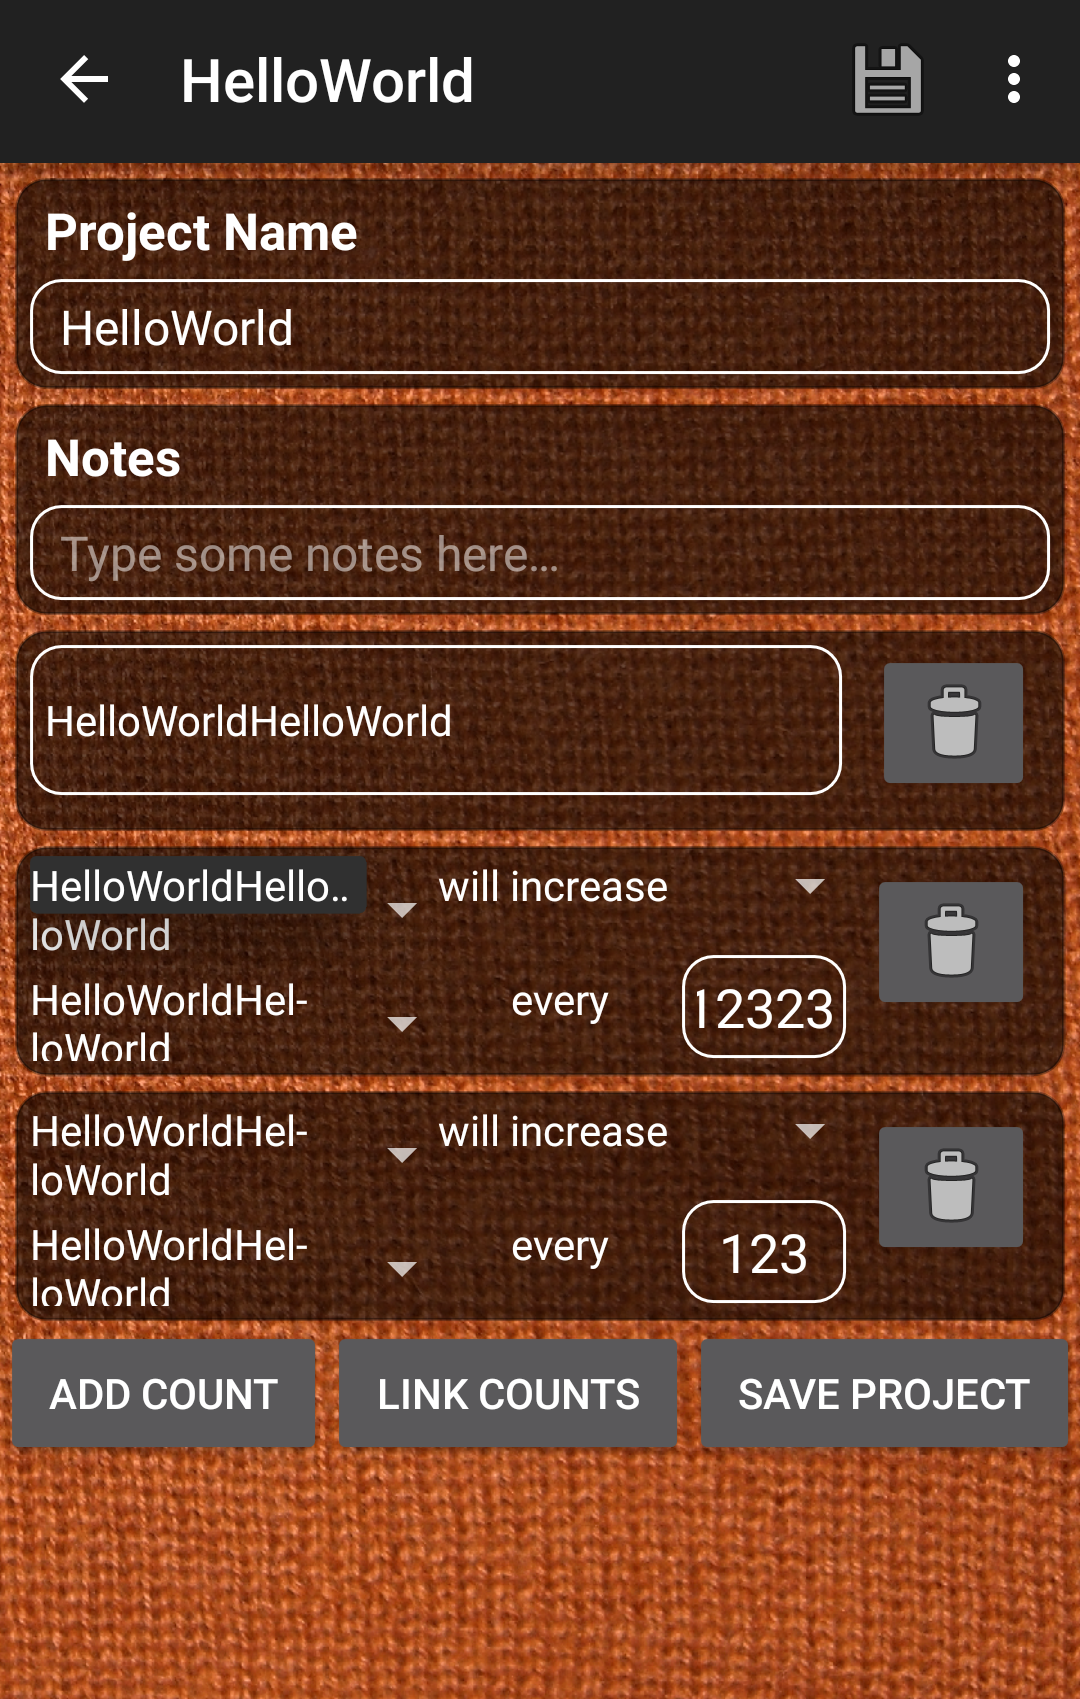 HelloWorld
Project Name
HelloWorld
Notes
Type some notes here...
HelloWorldHelloWorld
HelloWorldHello..
loWorld
will increase
HelloWorldHel-
loWorld
every
12323
HelloWorldHel-
loWorld
will increase
HelloWorldHel-
loWorld
every
123
ADD COUNT
LINK COUNTS
SAVE PROJECT